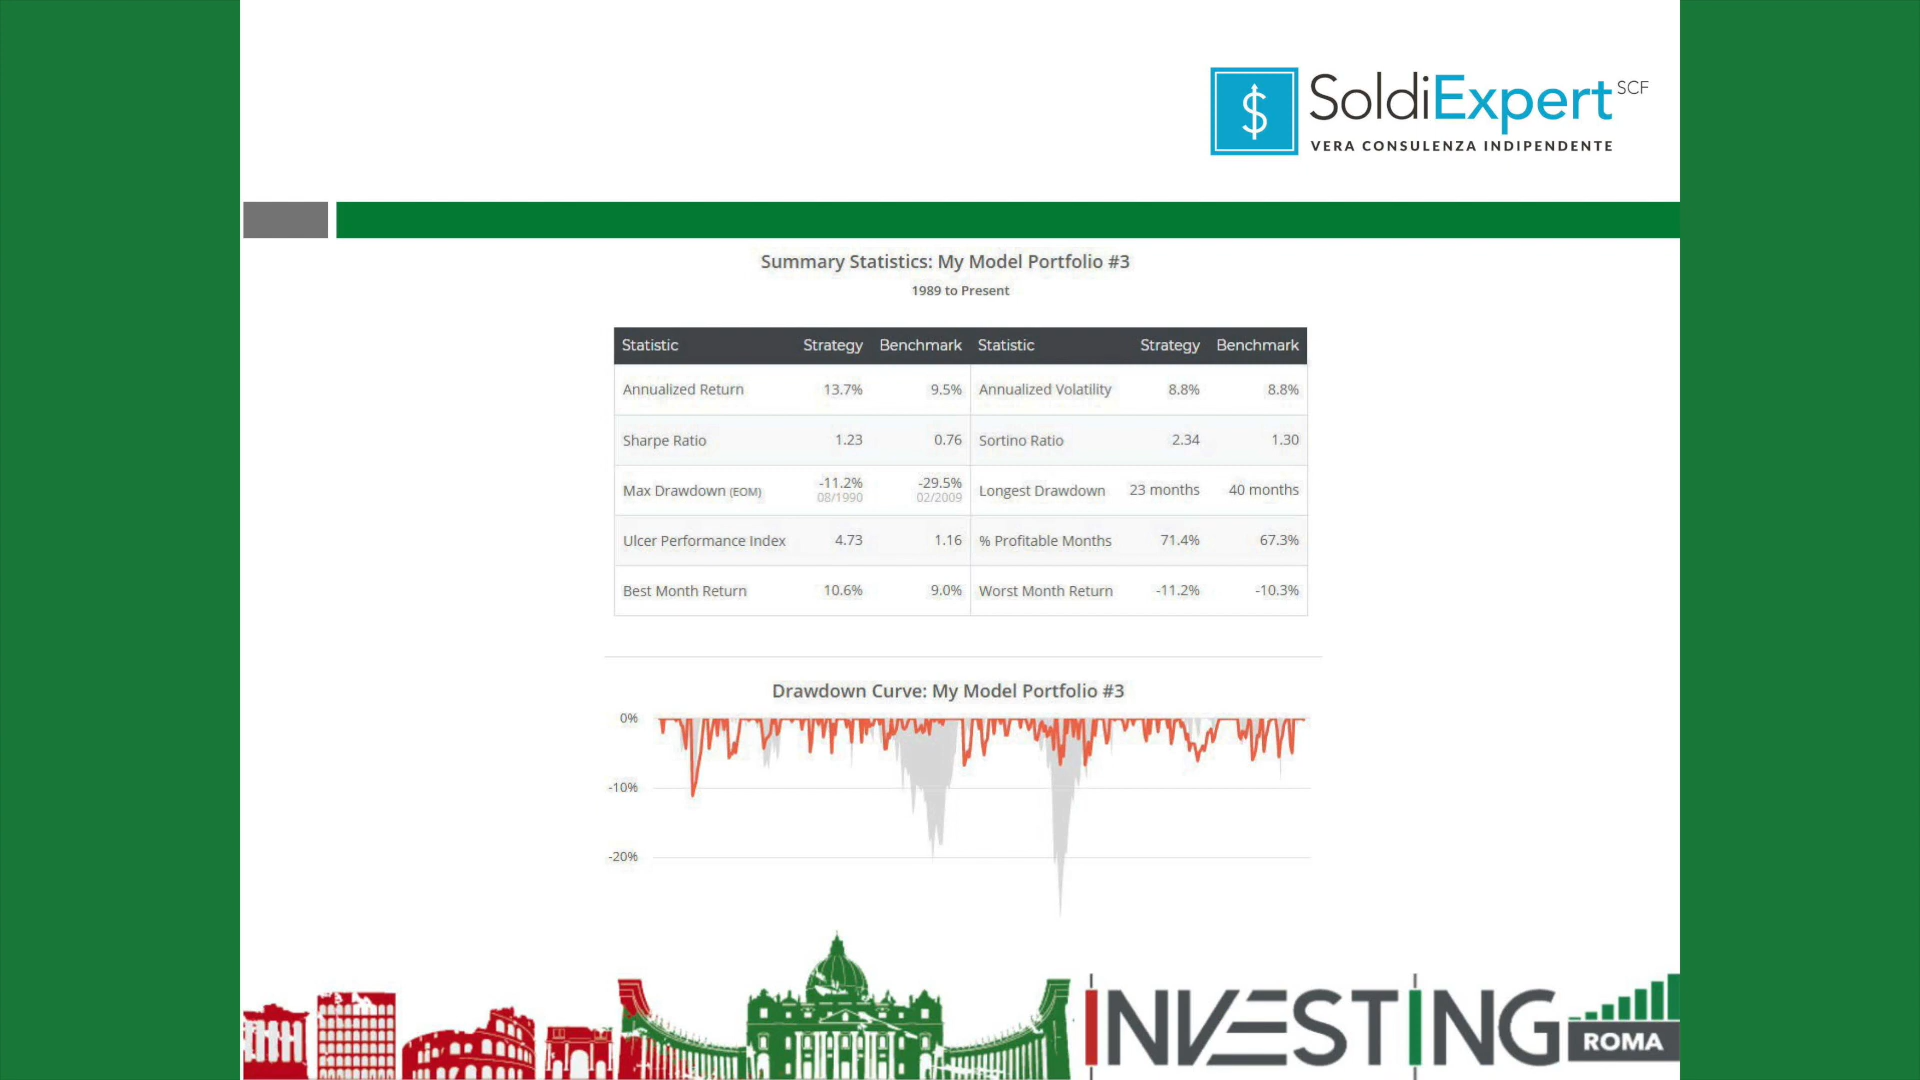 $ SoldiExpert SCF
VERA CONSULENZA INDIPENDENTE
Summary Statistics: My Model Portfolio #3
1989 to Present
Statistic Strategy Benchmark Statistic Strategy Benchmark
Annualized Return 13.7% 9.5% Annualized Volatility 8.8% 8.8%
Sharpe Ratio 1.23 0.76 Sortino Ratio 2.34 1.30
Max Drawdown (EOM) -11.2% 08/1990 -29.5% 02/2009 Longest Drawdown 23 months 40 months
Ulcer Performance Index 4.73 1.16 % Profitable Months 71.4% 67.3%
Best Month Return 10.6% 9.0% Worst Month Return -11.2% -10.3%
Drawdown Curve: My Model Portfolio #3
0%
-10%
-20%
INVESTING
ROMA